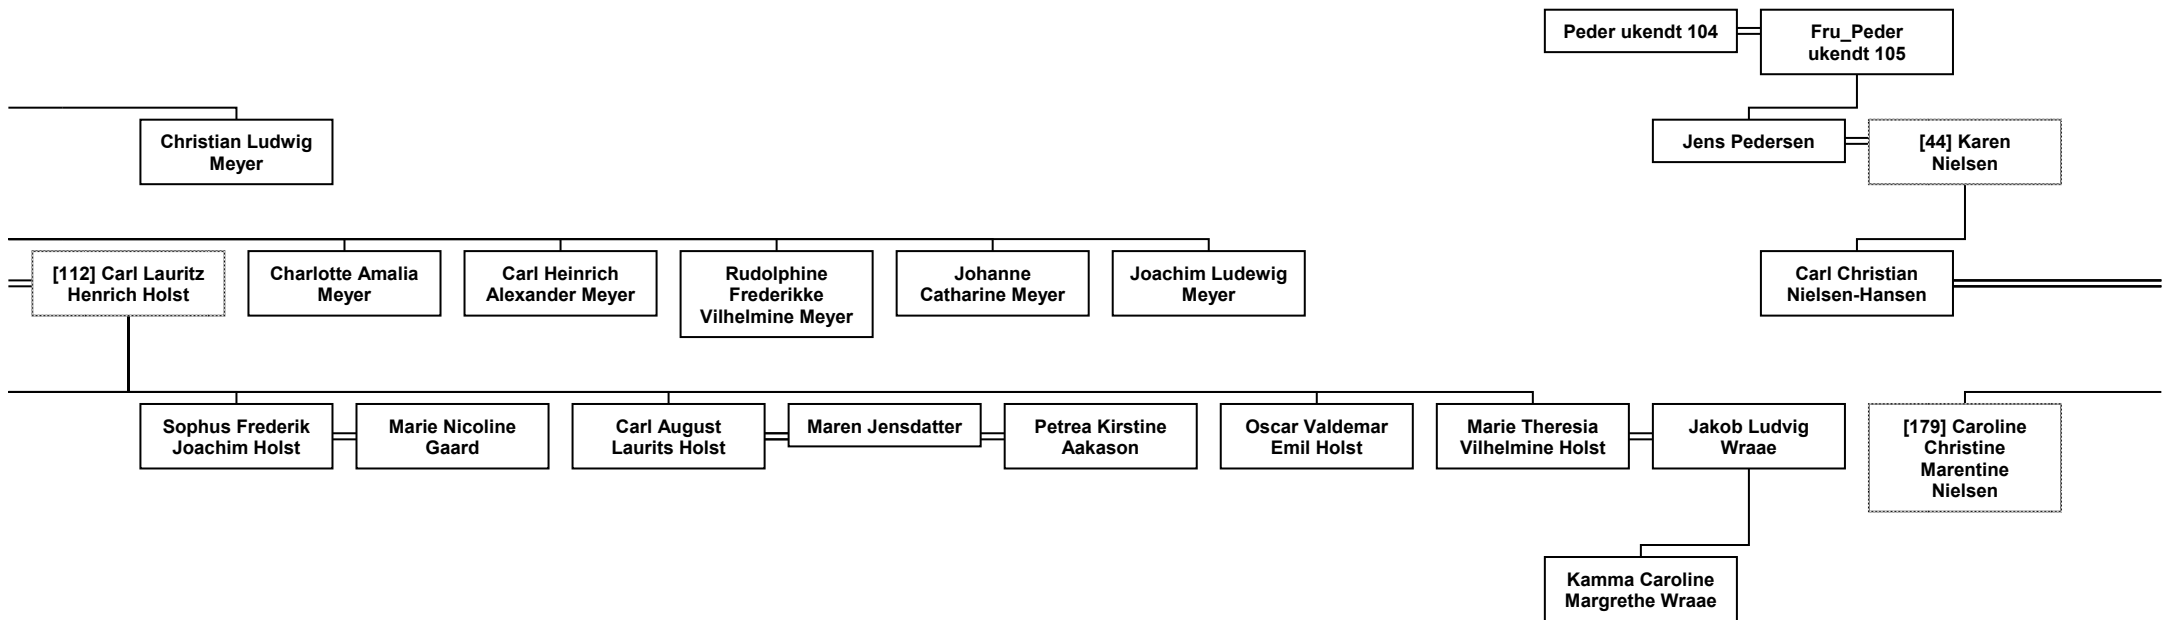 Peder ukendt 104
Fru_Peder
ukendt 105
Christian Ludwig
Meyer
Jens Pedersen
[44] Karen
Nielsen
[112] Carl Lauritz
Henrich Holst
Charlotte Amalia
Meyer
Carl Heinrich
Alexander Meyer
Rudolphine
Frederikke
Vilhelmine Meyer
Johanne
Catharine Meyer
Joachim Ludewig
Meyer
Carl Christian
Nielsen-Hansen
Sophus Frederik
Joachim Holst
Marie Nicoline
Gaard
Carl August
Laurits Holst
Maren Jensdatter
Petrea Kirstine
Aakason
Oscar Valdemar
Emil Holst
Marie Theresia
Vilhelmine Holst
Jakob Ludvig
Wraae
[179] Caroline
Christine
Marentine
Nielsen
Kamma Caroline
Margrethe Wraae